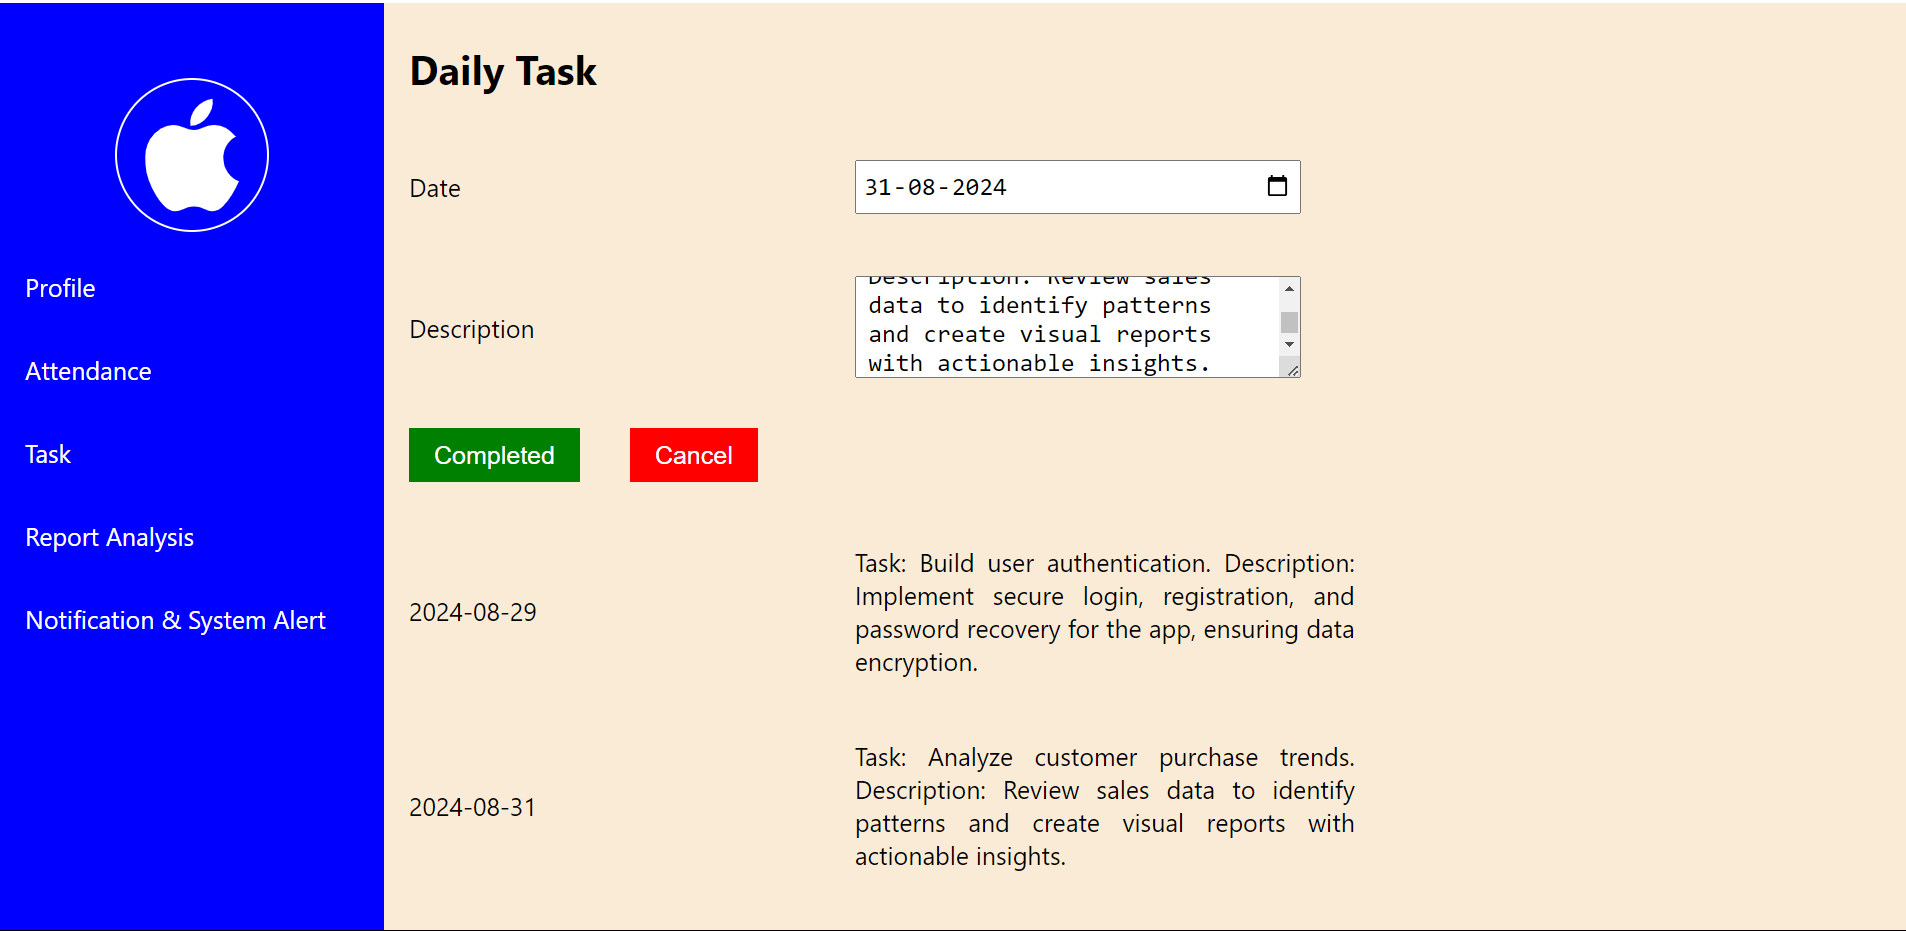 Daily Task
Date
31-08-2024
Profile
Attendance
Task
Report Analysis
Notification & System Alert
Description
Description: Review sales
data to identify patterns
and create visual reports
with actionable insights.
Completed
Cancel
2024-08-29
Task: Build user authentication. Description:
Implement secure login, registration, and
password recovery for the app, ensuring data
encryption.
2024-08-31
Task: Analyze customer purchase trends.
Description: Review sales data to identify
patterns and create visual reports with
actionable insights.